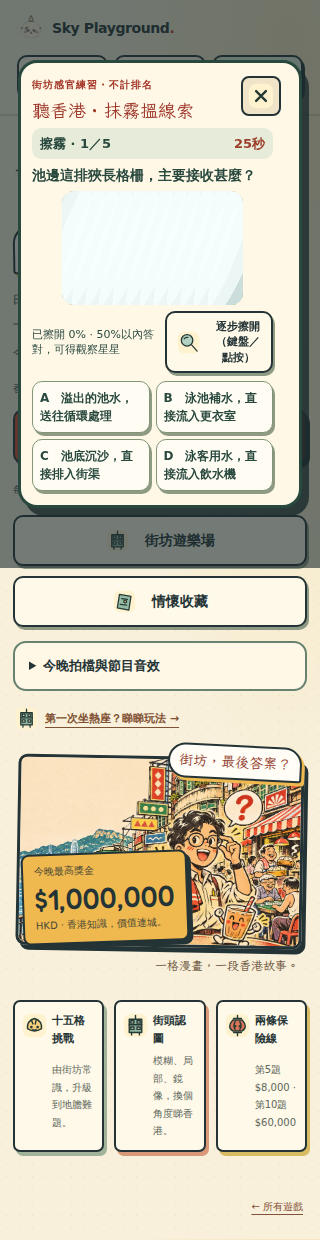 Sky Playground.
街坊感官練習・不計排名
聽香港・抹霧搵線索
擦霧・1／5
25秒
池邊這排狹長格柵，主要接收甚麼？
已擦開 0%・50%以內答
對，可得觀察星星
逐步擦開
（鍵盤／
點按）
A 溢出的池水，
送往循環處理
B 泳池補水，直
接流入更衣室
C 池底沉沙，直
接排入街渠
D 泳客用水，直
接流入飲水機
街坊遊樂場
情懷收藏
▶ 今晚拍檔與節目音效
第一次坐熱座？睇睇玩法 →
街坊，最後答案？
?
今晚最高獎金
$1,000,000
HKD・香港知識，價值連城。
一格漫畫，一段香港故事。
十五格
挑戰
由街坊常
識，升級
到地膽難
題。
街頭認
圖
模糊、局
部、鏡
像，換個
角度睇香
港。
兩條保
險線
第5題
$8,000・
第10題
$60,000
← 所有遊戲